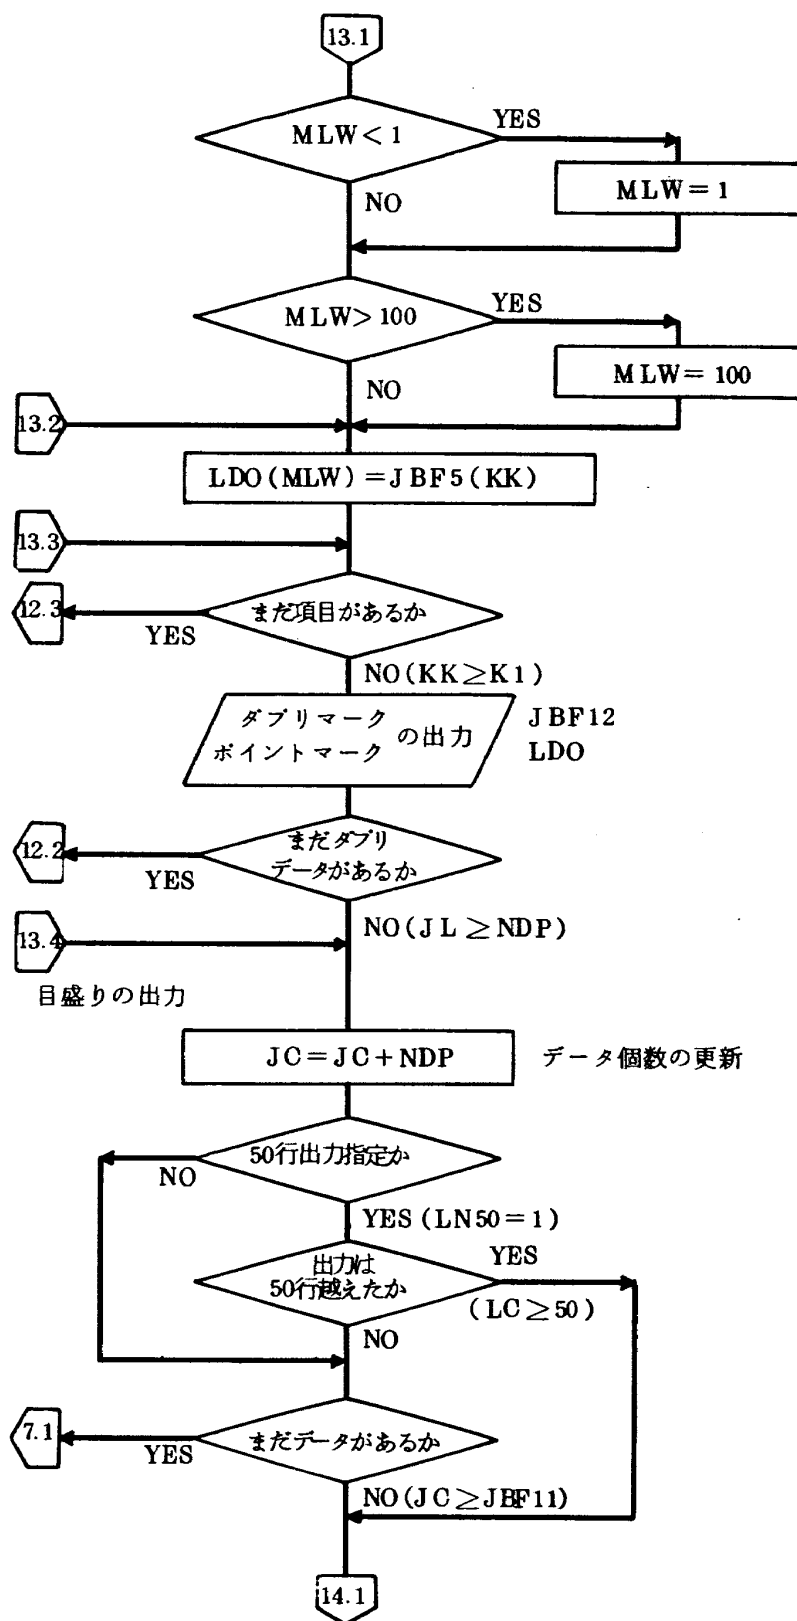 13.1
MLW < 1
YES
MLW = 1
NO
MLW > 100
YES
MLW = 100
NO
13.2
LDO (MLW) = JBF5 (KK)
13.3
12.3
YES
まだ項目があるか
NO (KK ≥ K1)
ダブリマーク
ポイントマーク
の出力
JBF12
LDO
12.2
YES
まだダブリ
データがあるか
NO (JL ≥ NDP)
13.4
目盛りの出力
JC = JC + NDP
データ個数の更新
50行出力指定か
NO
YES (LN50 = 1)
出力は
50行越えたか
YES
(LC ≥ 50)
NO
7.1
YES
まだデータがあるか
NO (JC ≥ JBF11)
14.1